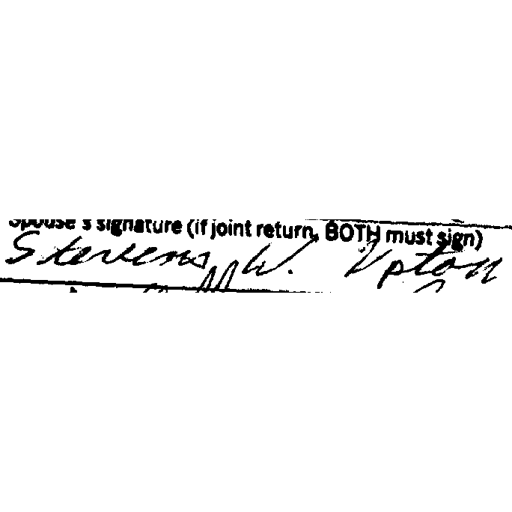 Spouse's signature (if joint return, BOTH must sign)
Stevens W. Upton